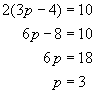 2(3p − 4) = 10
6p − 8 = 10
6p = 18
p = 3